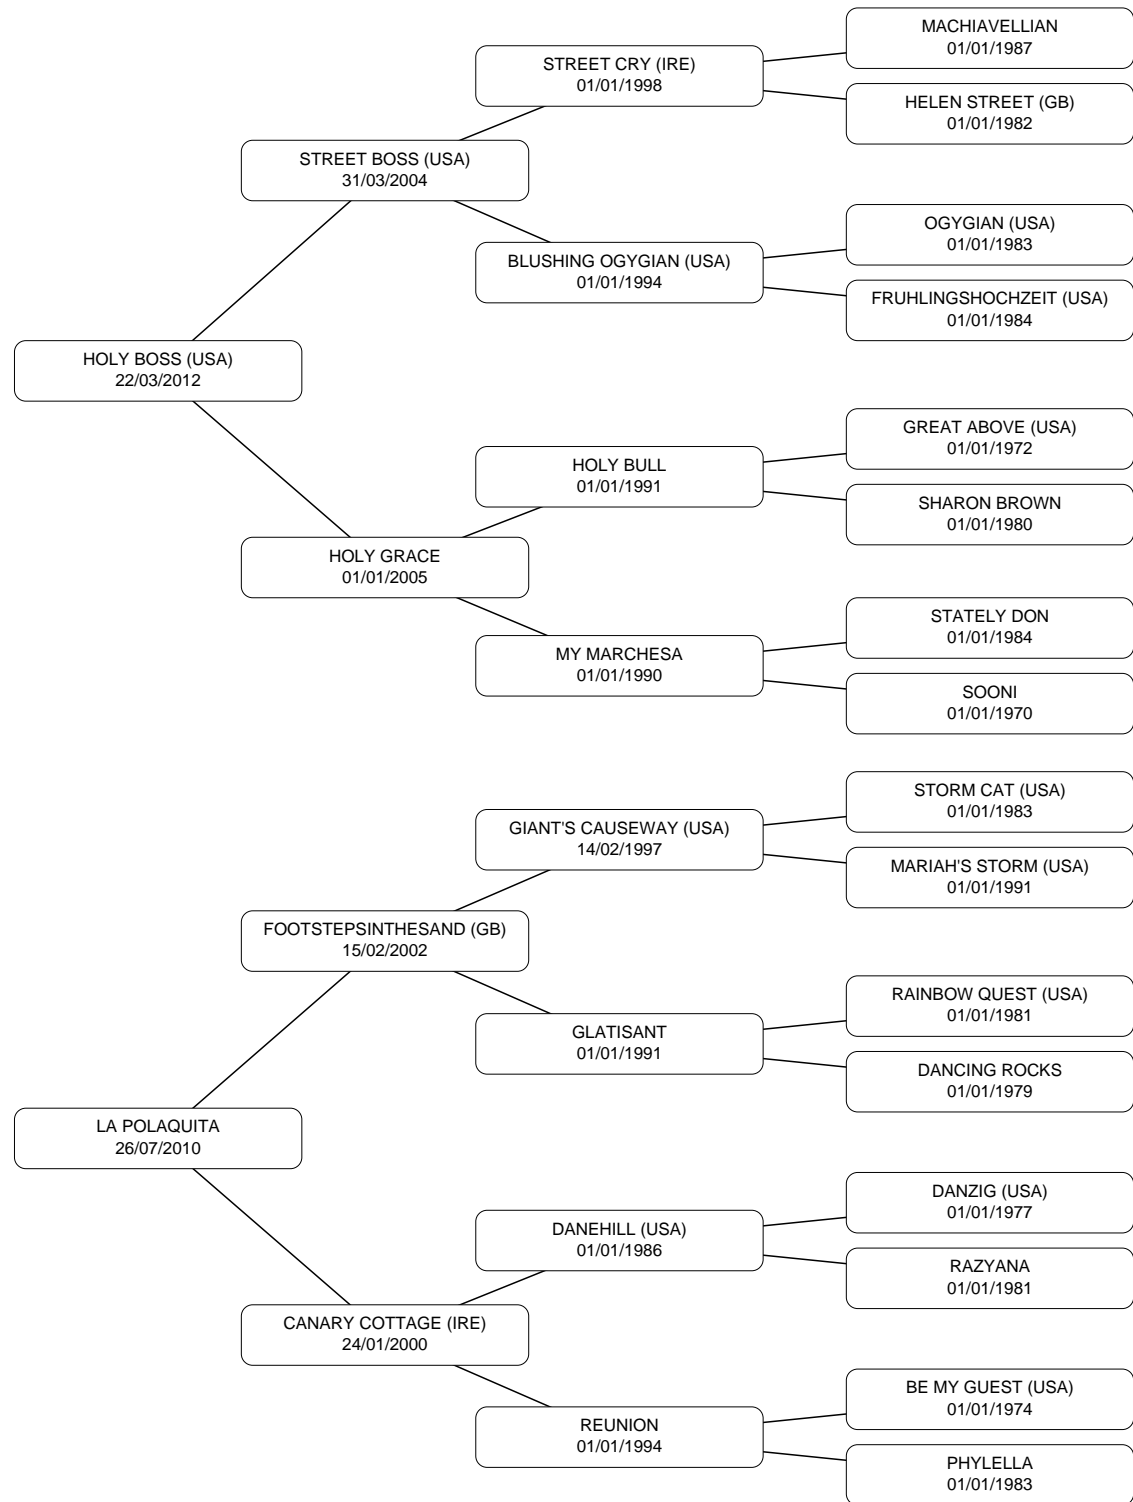 MACHIAVELLIAN
01/01/1987
STREET CRY (IRE)
01/01/1998
HELEN STREET (GB)
01/01/1982
STREET BOSS (USA)
31/03/2004
OGYGIAN (USA)
01/01/1983
BLUSHING OGYGIAN (USA)
01/01/1994
FRUHLINGSHOCHZEIT (USA)
01/01/1984
HOLY BOSS (USA)
22/03/2012
GREAT ABOVE (USA)
01/01/1972
HOLY BULL
01/01/1991
SHARON BROWN
01/01/1980
HOLY GRACE
01/01/2005
STATELY DON
01/01/1984
MY MARCHESA
01/01/1990
SOONI
01/01/1970
STORM CAT (USA)
01/01/1983
GIANT'S CAUSEWAY (USA)
14/02/1997
MARIAH'S STORM (USA)
01/01/1991
FOOTSTEPSINTHESAND (GB)
15/02/2002
RAINBOW QUEST (USA)
01/01/1981
GLATISANT
01/01/1991
DANCING ROCKS
01/01/1979
LA POLAQUITA
26/07/2010
DANZIG (USA)
01/01/1977
DANEHILL (USA)
01/01/1986
RAZYANA
01/01/1981
CANARY COTTAGE (IRE)
24/01/2000
BE MY GUEST (USA)
01/01/1974
REUNION
01/01/1994
PHYLELLA
01/01/1983